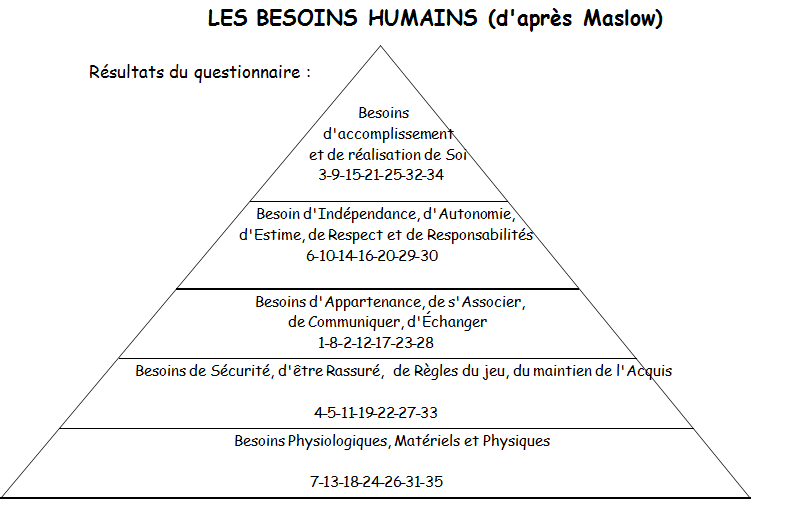 LES BESOINS HUMAINS (d'après Maslow)
Résultats du questionnaire :
Besoins
d'accomplissement
et de réalisation de Soi
3-9-15-21-25-32-34
Besoin d'Indépendance, d'Autonomie,
d'Estime, de Respect et de Responsabilités
6-10-14-16-20-29-30
Besoins d'Appartenance, de s'Associer,
de Communiquer, d'Échanger
1-8-2-12-17-23-28
Besoins de Sécurité, d'être Rassuré, de Règles du jeu, du maintien de l'Acquis
4-5-11-19-22-27-33
Besoins Physiologiques, Matériels et Physiques
7-13-18-24-26-31-35